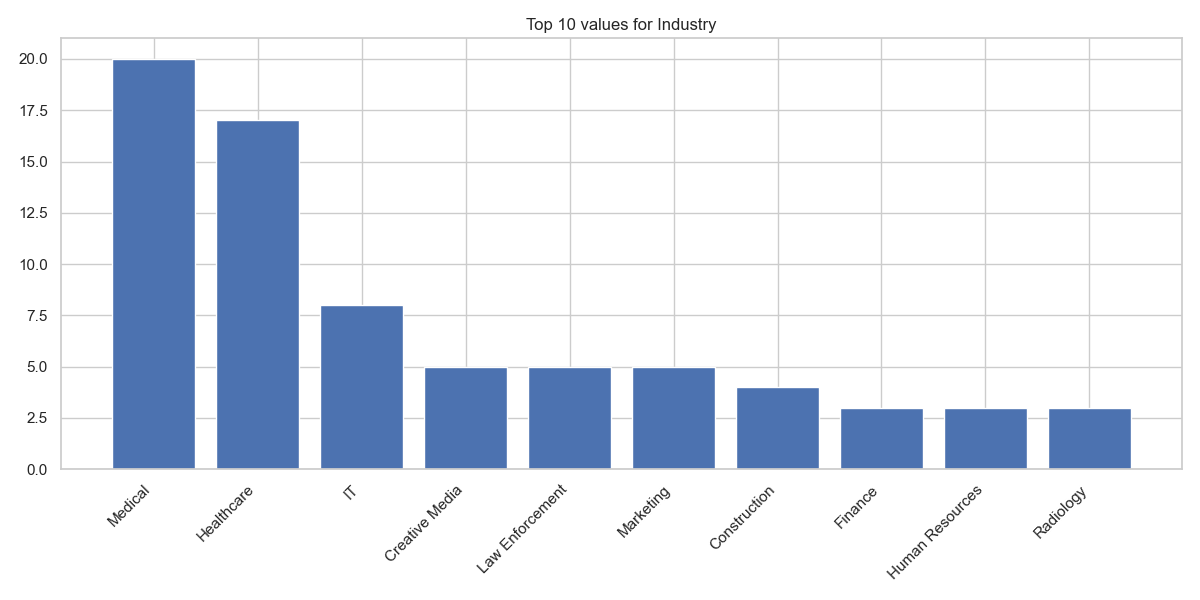 Top 10 values for Industry
20.0
17.5
15.0
12.5
10.0
7.5
5.0
2.5
0.0
Medical
Healthcare
IT
Creative Media
Law Enforcement
Marketing
Construction
Finance
Human Resources
Radiology